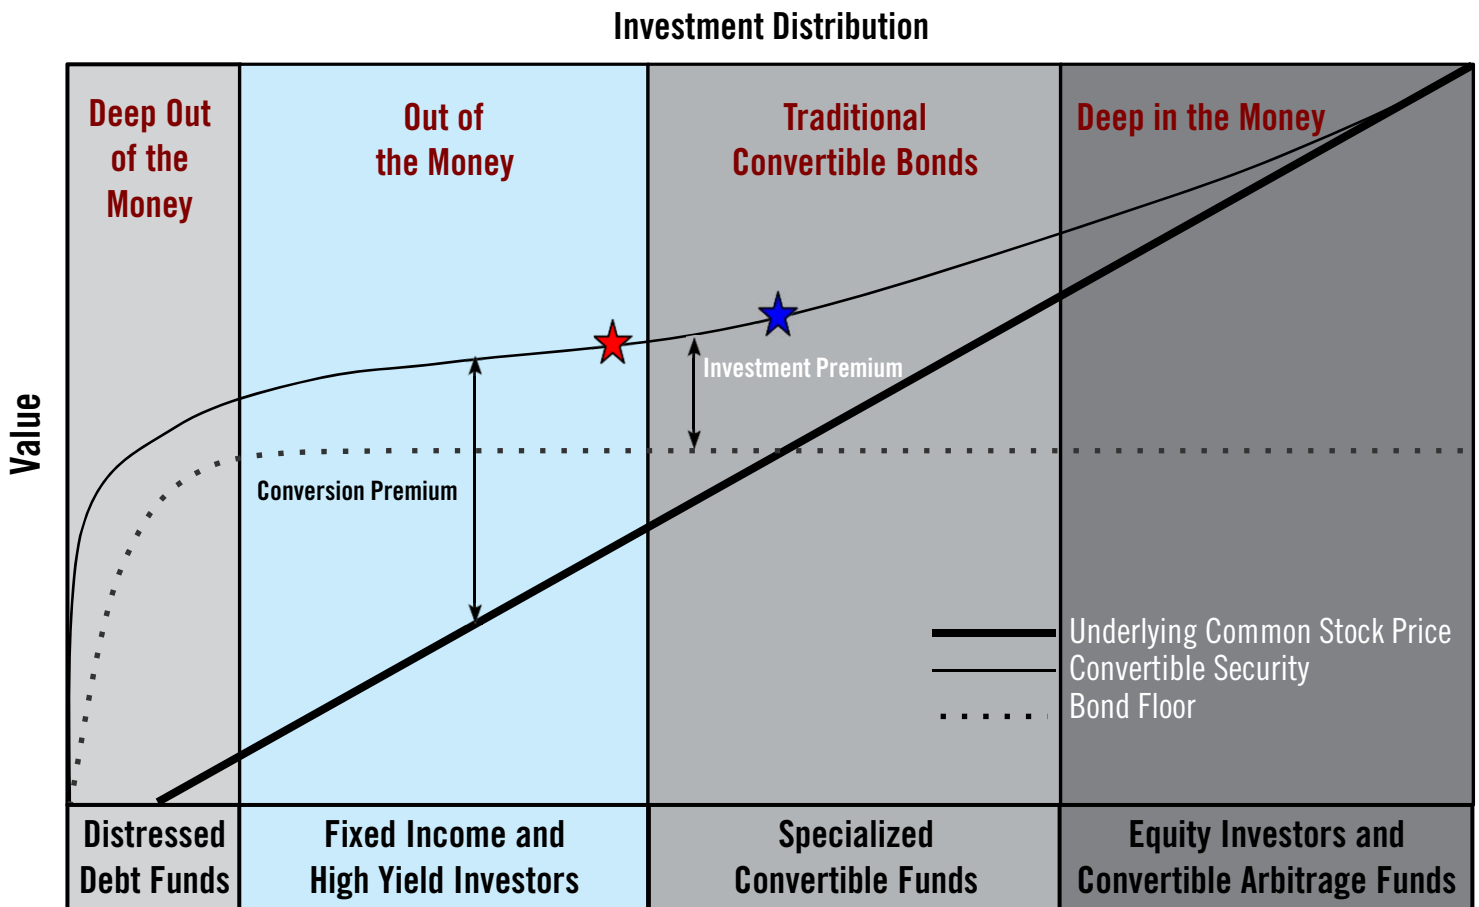 Investment Distribution
Deep Out
of the
Money
Out of
the Money
Traditional
Convertible Bonds
Deep in the Money
Value
Investment Premium
Conversion Premium
Underlying Common Stock Price
Convertible Security
Bond Floor
Distressed
Debt Funds
Fixed Income and
High Yield Investors
Specialized
Convertible Funds
Equity Investors and
Convertible Arbitrage Funds